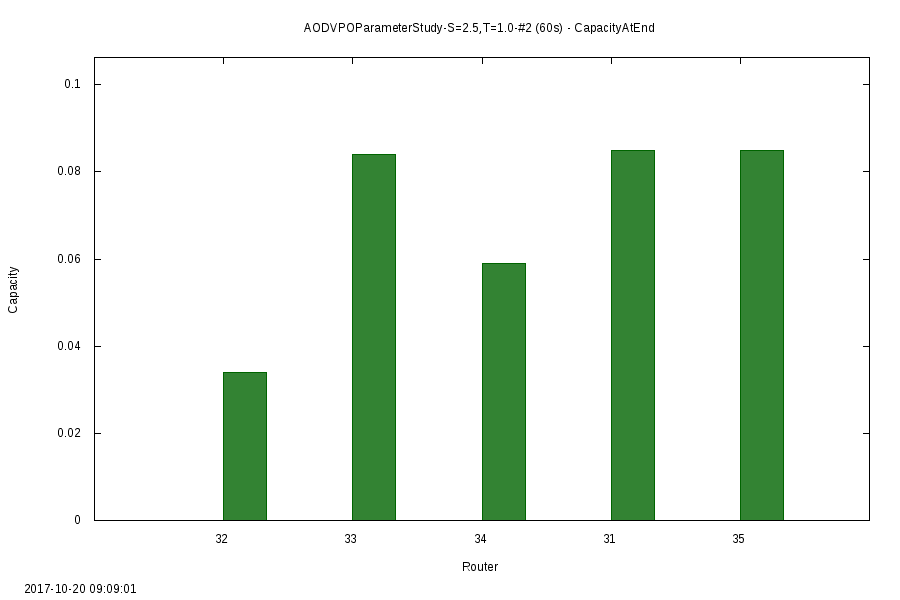 AODVPOParameterStudy-S=2.5,T=1.0-#2 (60s) - CapacityAtEnd
0.1
0.08
0.06
0.04
0.02
0
Capacity
32 33 34 31 35
Router
2017-10-20 09:09:01